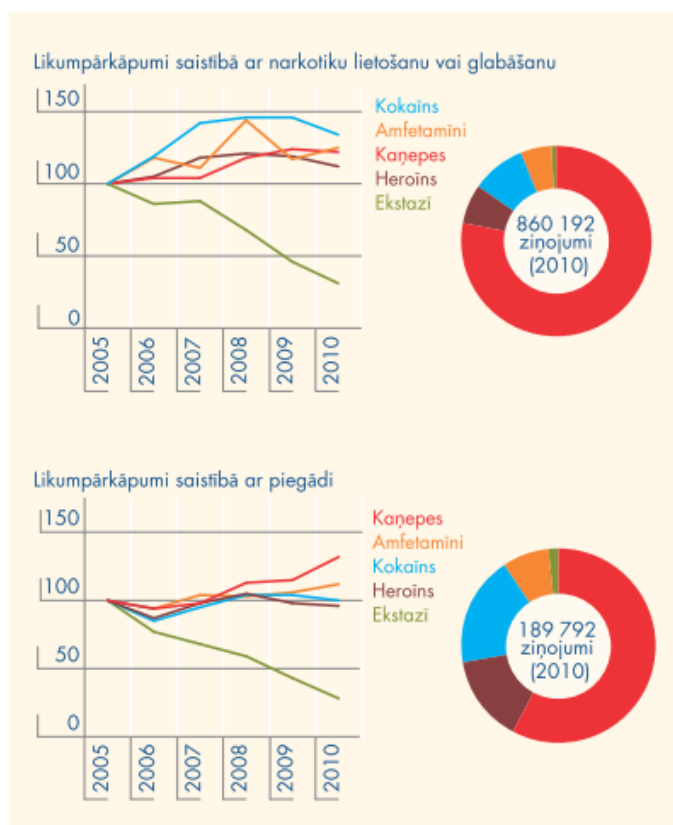 Likumpārkāpumi saistībā ar narkotiku lietošanu vai glabāšanu
150
100
50
0
2005
2006
2007
2008
2009
2010
Kokaīns
Amfetamīni
Kaņepes
Heroīns
Ekstazī
860 192
ziņojumi
(2010)
Likumpārkāpumi saistībā ar piegādi
150
100
50
0
2005
2006
2007
2008
2009
2010
Kaņepes
Amfetamīni
Kokaīns
Heroīns
Ekstazī
189 792
ziņojumi
(2010)